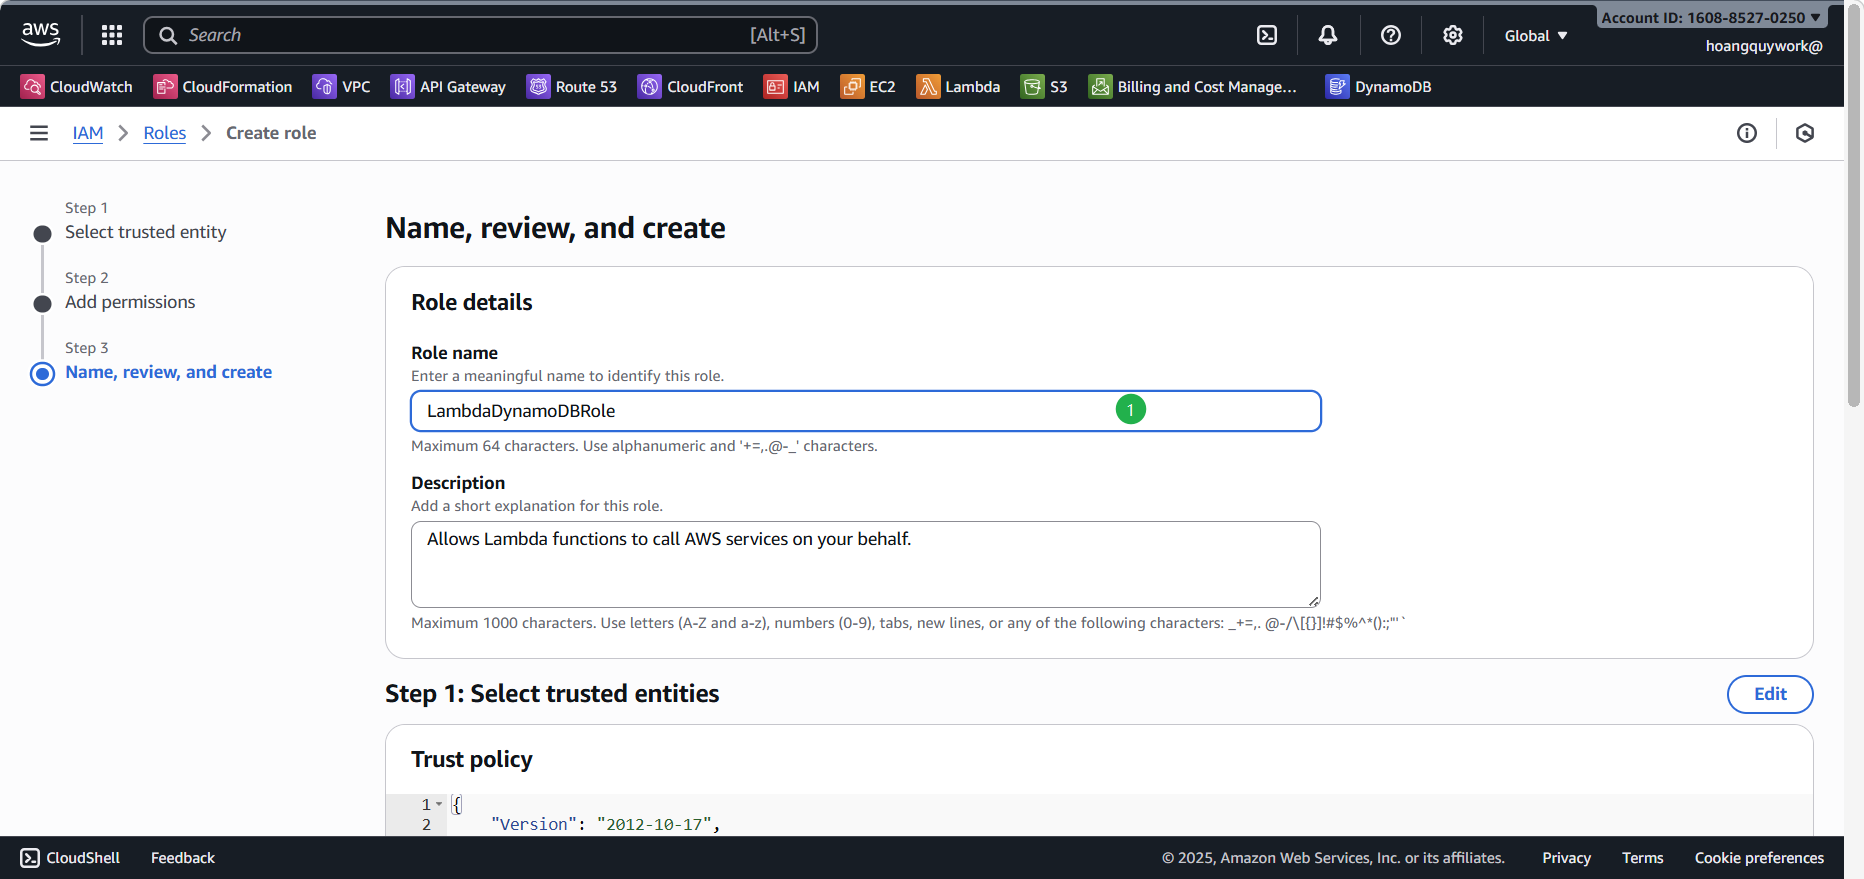 aws
Search [Alt+S]
Global
Account ID: 1608-8527-0250
hoangquywork@
CloudWatch CloudFormation VPC API Gateway Route 53 CloudFront IAM EC2 Lambda S3 Billing and Cost Manage... DynamoDB
IAM Roles Create role
Step 1
Select trusted entity
Step 2
Add permissions
Step 3
Name, review, and create
Name, review, and create
Role details
Role name
Enter a meaningful name to identify this role.
LambdaDynamoDBRole 1
Maximum 64 characters. Use alphanumeric and '+=,.@-_' characters.
Description
Add a short explanation for this role.
Allows Lambda functions to call AWS services on your behalf.
Maximum 1000 characters. Use letters (A-Z and a-z), numbers (0-9), tabs, new lines, or any of the following characters: _+=,. @-/\[{}]!#$%^*();:"'`
Step 1: Select trusted entities Edit
Trust policy
1 {
2 "Version": "2012-10-17",
CloudShell Feedback © 2025, Amazon Web Services, Inc. or its affiliates. Privacy Terms Cookie preferences